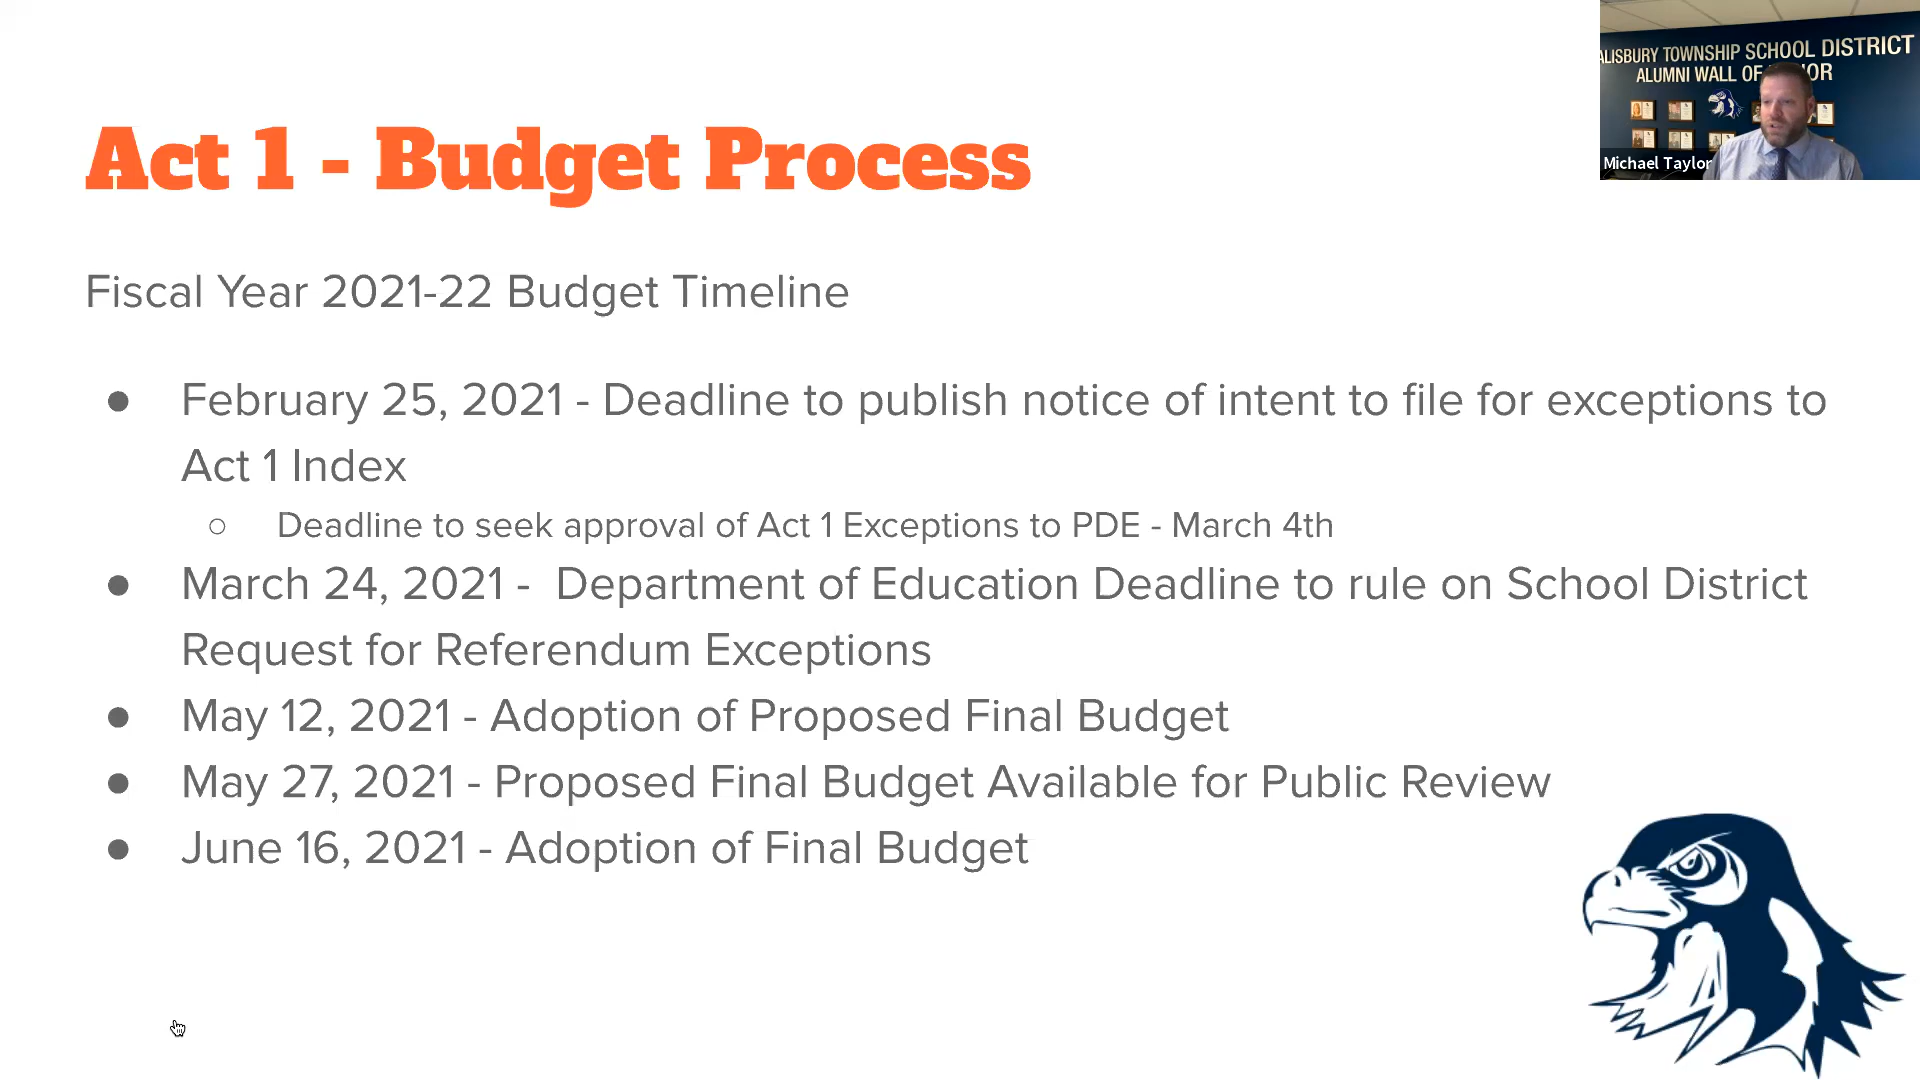 ALISBURY TOWNSHIP SCHOOL DISTRICT
ALUMNI WALL OF
Michael Taylor
Act 1 - Budget Process
Fiscal Year 2021-22 Budget Timeline
● February 25, 2021 - Deadline to publish notice of intent to file for exceptions to
Act 1 Index
○ Deadline to seek approval of Act 1 Exceptions to PDE - March 4th
● March 24, 2021 - Department of Education Deadline to rule on School District
Request for Referendum Exceptions
● May 12, 2021 - Adoption of Proposed Final Budget
● May 27, 2021 - Proposed Final Budget Available for Public Review
● June 16, 2021 - Adoption of Final Budget